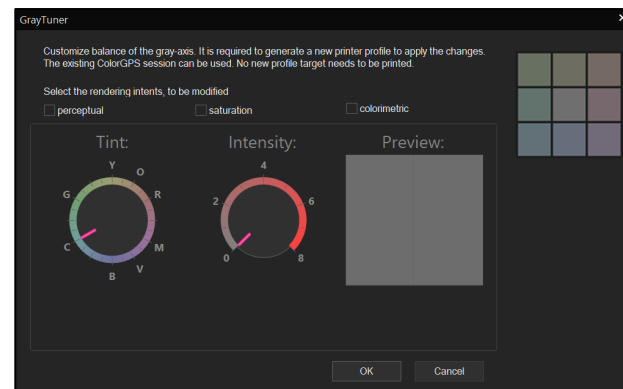 GrayTuner
Customize balance of the gray-axis. It is required to generate a new printer profile to apply the changes.
The existing ColorGPS session can be used. No new profile target needs to be printed.
Select the rendering intents, to be modified
perceptual saturation colorimetric
Tint: Intensity: Preview:
Y O
G R
C M
B V
4
2 6
0 8
OK Cancel